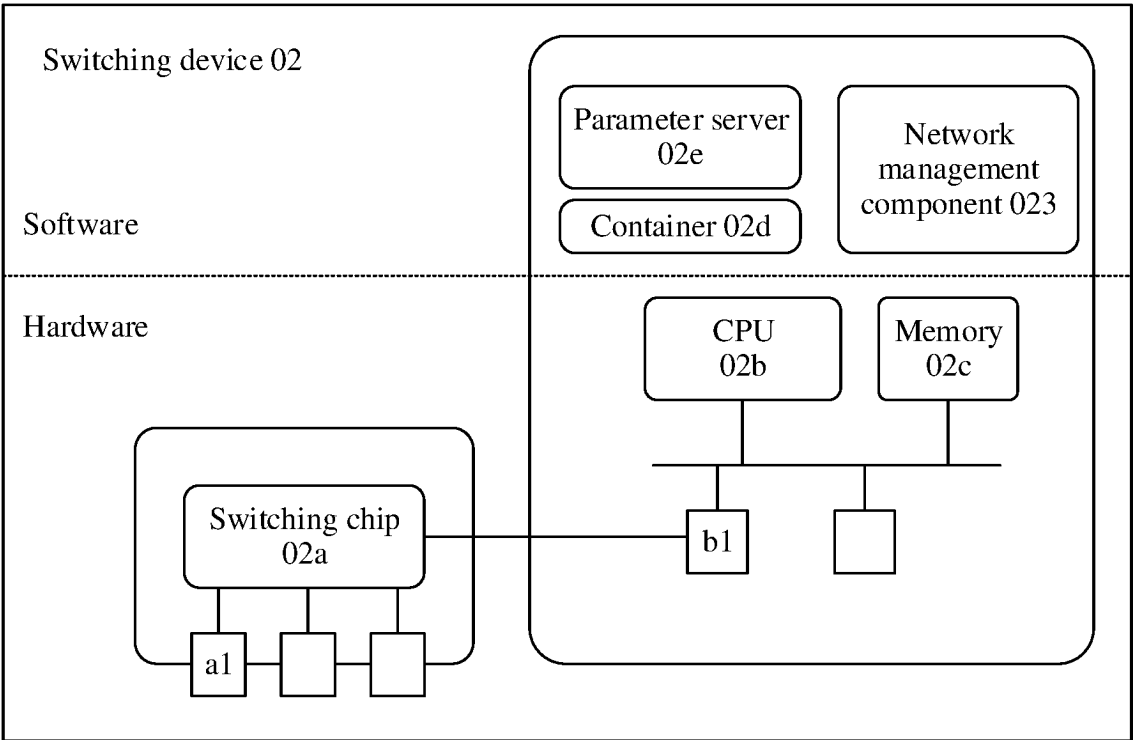 Switching device 02
Parameter server
02e
Network
management
component 023
Container 02d
Software
Hardware
CPU
02b
Memory
02c
Switching chip
02a
b1
a1